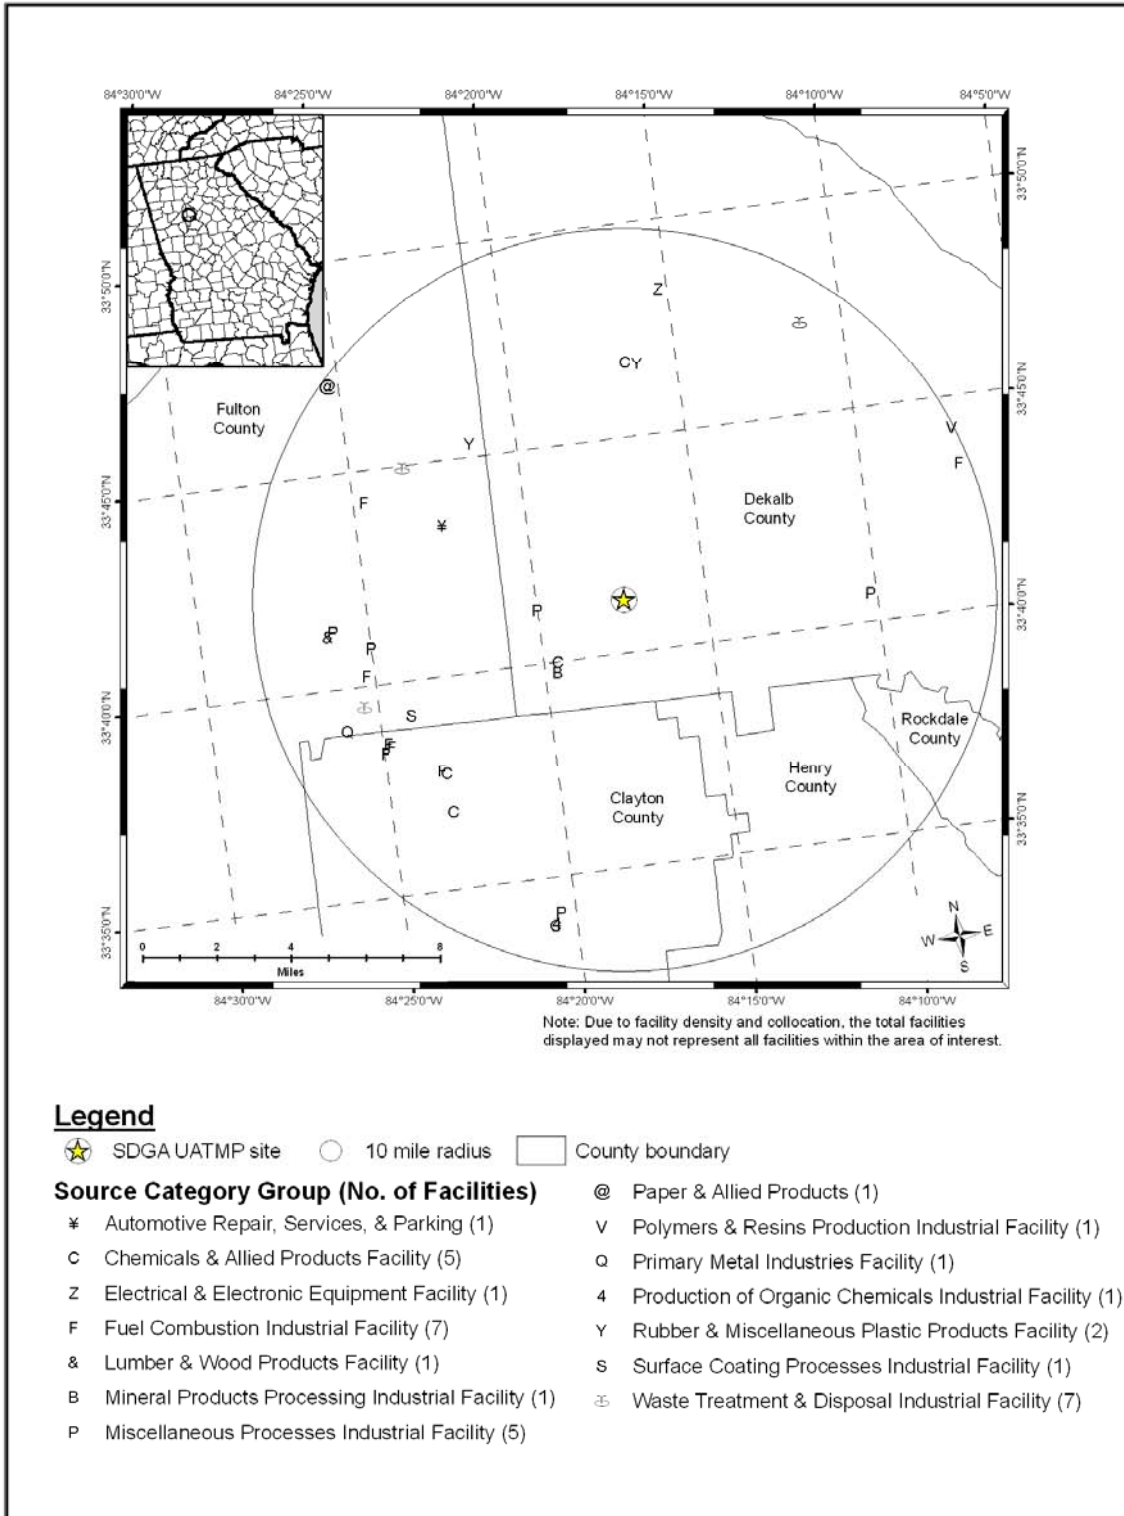 84°30'0"W 84°25'0"W 84°20'0"W 84°15'0"W 84°10'0"W 84°5'0"W
33°50'0"N
33°50'0"N
Z
CY
@
Fulton
County
33°45'0"N
V
Y
F
F
Dekalb
County
33°45'0"N
¥
P
P
33°40'0"N
P
&
P
C
B
F
S
Q
33°40'0"N
Rockdale
County
F
P
F
C
Henry
County
Clayton
County
C
33°35'0"N
P
4
33°35'0"N
N
W E
S
0 2 4 6 8
Miles
84°30'0"W 84°25'0"W 84°20'0"W 84°15'0"W 84°10'0"W
Note: Due to facility density and collocation, the total facilities
displayed may not represent all facilities within the area of interest.
Legend
SDGA UATMP site 10 mile radius County boundary
Source Category Group (No. of Facilities)
¥ Automotive Repair, Services, & Parking (1)
C Chemicals & Allied Products Facility (5)
Z Electrical & Electronic Equipment Facility (1)
F Fuel Combustion Industrial Facility (7)
& Lumber & Wood Products Facility (1)
B Mineral Products Processing Industrial Facility (1)
P Miscellaneous Processes Industrial Facility (5)
@ Paper & Allied Products (1)
V Polymers & Resins Production Industrial Facility (1)
Q Primary Metal Industries Facility (1)
4 Production of Organic Chemicals Industrial Facility (1)
Y Rubber & Miscellaneous Plastic Products Facility (2)
S Surface Coating Processes Industrial Facility (1)
Waste Treatment & Disposal Industrial Facility (7)